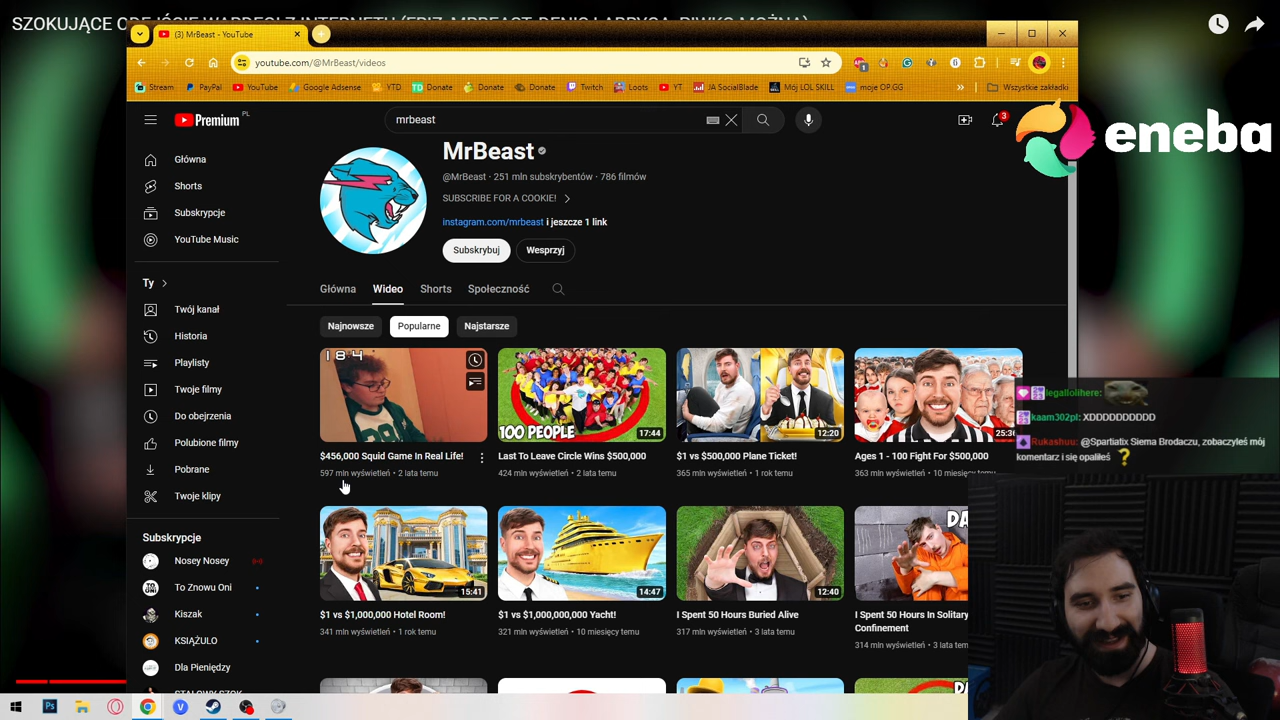 SZOKUJĄCE ODEJŚCIE WARDĘGI Z INTERNETU
(3) MrBeast - YouTube
youtube.com/@MrBeast/videos
Stream
PayPal
YouTube
Google Adsense
YTD
Donate
Donate
Donate
Twitch
Loots
YT
JA SocialBlade
Mój LOL SKILL
moje OP.GG
»
Wszystkie zakładki
Premium PL
mrbeast
3
eneba
MrBeast
@MrBeast · 251 mln subskrybentów · 786 filmów
SUBSCRIBE FOR A COOKIE!
instagram.com/mrbeast i jeszcze 1 link
Subskrybuj
Wesprzyj
Główna
Shorts
Subskrypcje
YouTube Music
Ty
Twój kanał
Historia
Playlisty
Twoje filmy
Do obejrzenia
Polubione filmy
Pobrane
Twoje klipy
Subskrypcje
Nosey Nosey
To Znowu Oni
Kiszak
KSIĄŻULO
Dla Pieniędzy
Główna
Wideo
Shorts
Społeczność
Najnowsze
Popularne
Najstarsze
18:4
$456,000 Squid Game In Real Life!
597 mln wyświetleń • 2 lata temu
100 PEOPLE
17:44
Last To Leave Circle Wins $500,000
424 mln wyświetleń • 2 lata temu
12:20
$1 vs $500,000 Plane Ticket!
365 mln wyświetleń • 1 rok temu
25:36
Ages 1 - 100 Fight For $500,000
363 mln wyświetleń • 10 miesięcy temu
15:41
$1 vs $1,000,000 Hotel Room!
341 mln wyświetleń • 1 rok temu
14:47
$1 vs $1,000,000,000 Yacht!
321 mln wyświetleń • 10 miesięcy temu
12:40
I Spent 50 Hours Buried Alive
317 mln wyświetleń • 3 lata temu
DA
I Spent 50 Hours In Solitary
Confinement
314 mln wyświetleń • 3 lata temu
legallolihere:
kaam302pl: XDDDDDDDDDD
Rukashuu: @Spartiatix Siema Brodaczu, zobaczyłeś mój
komentarz i się opaliłeś ?